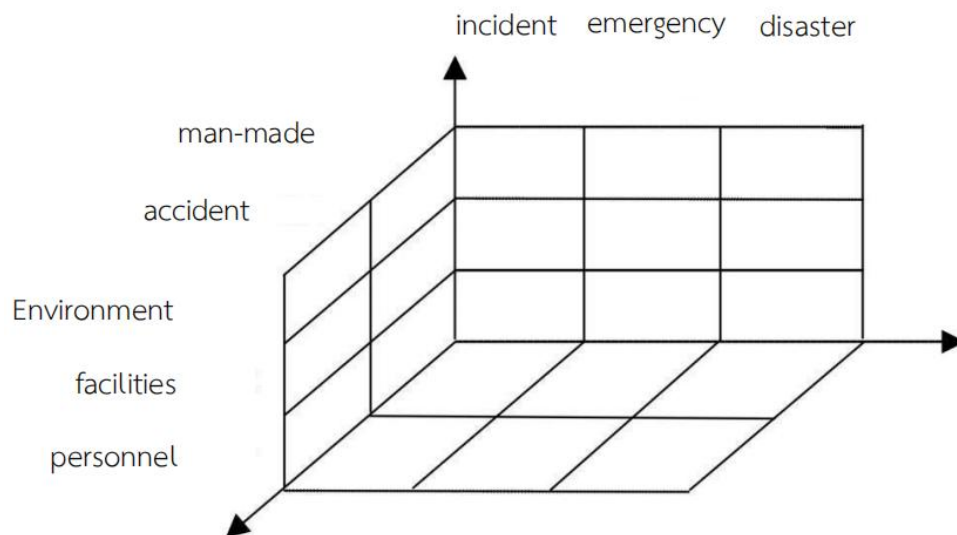 incident emergency disaster
man-made
accident
Environment
facilities
personnel